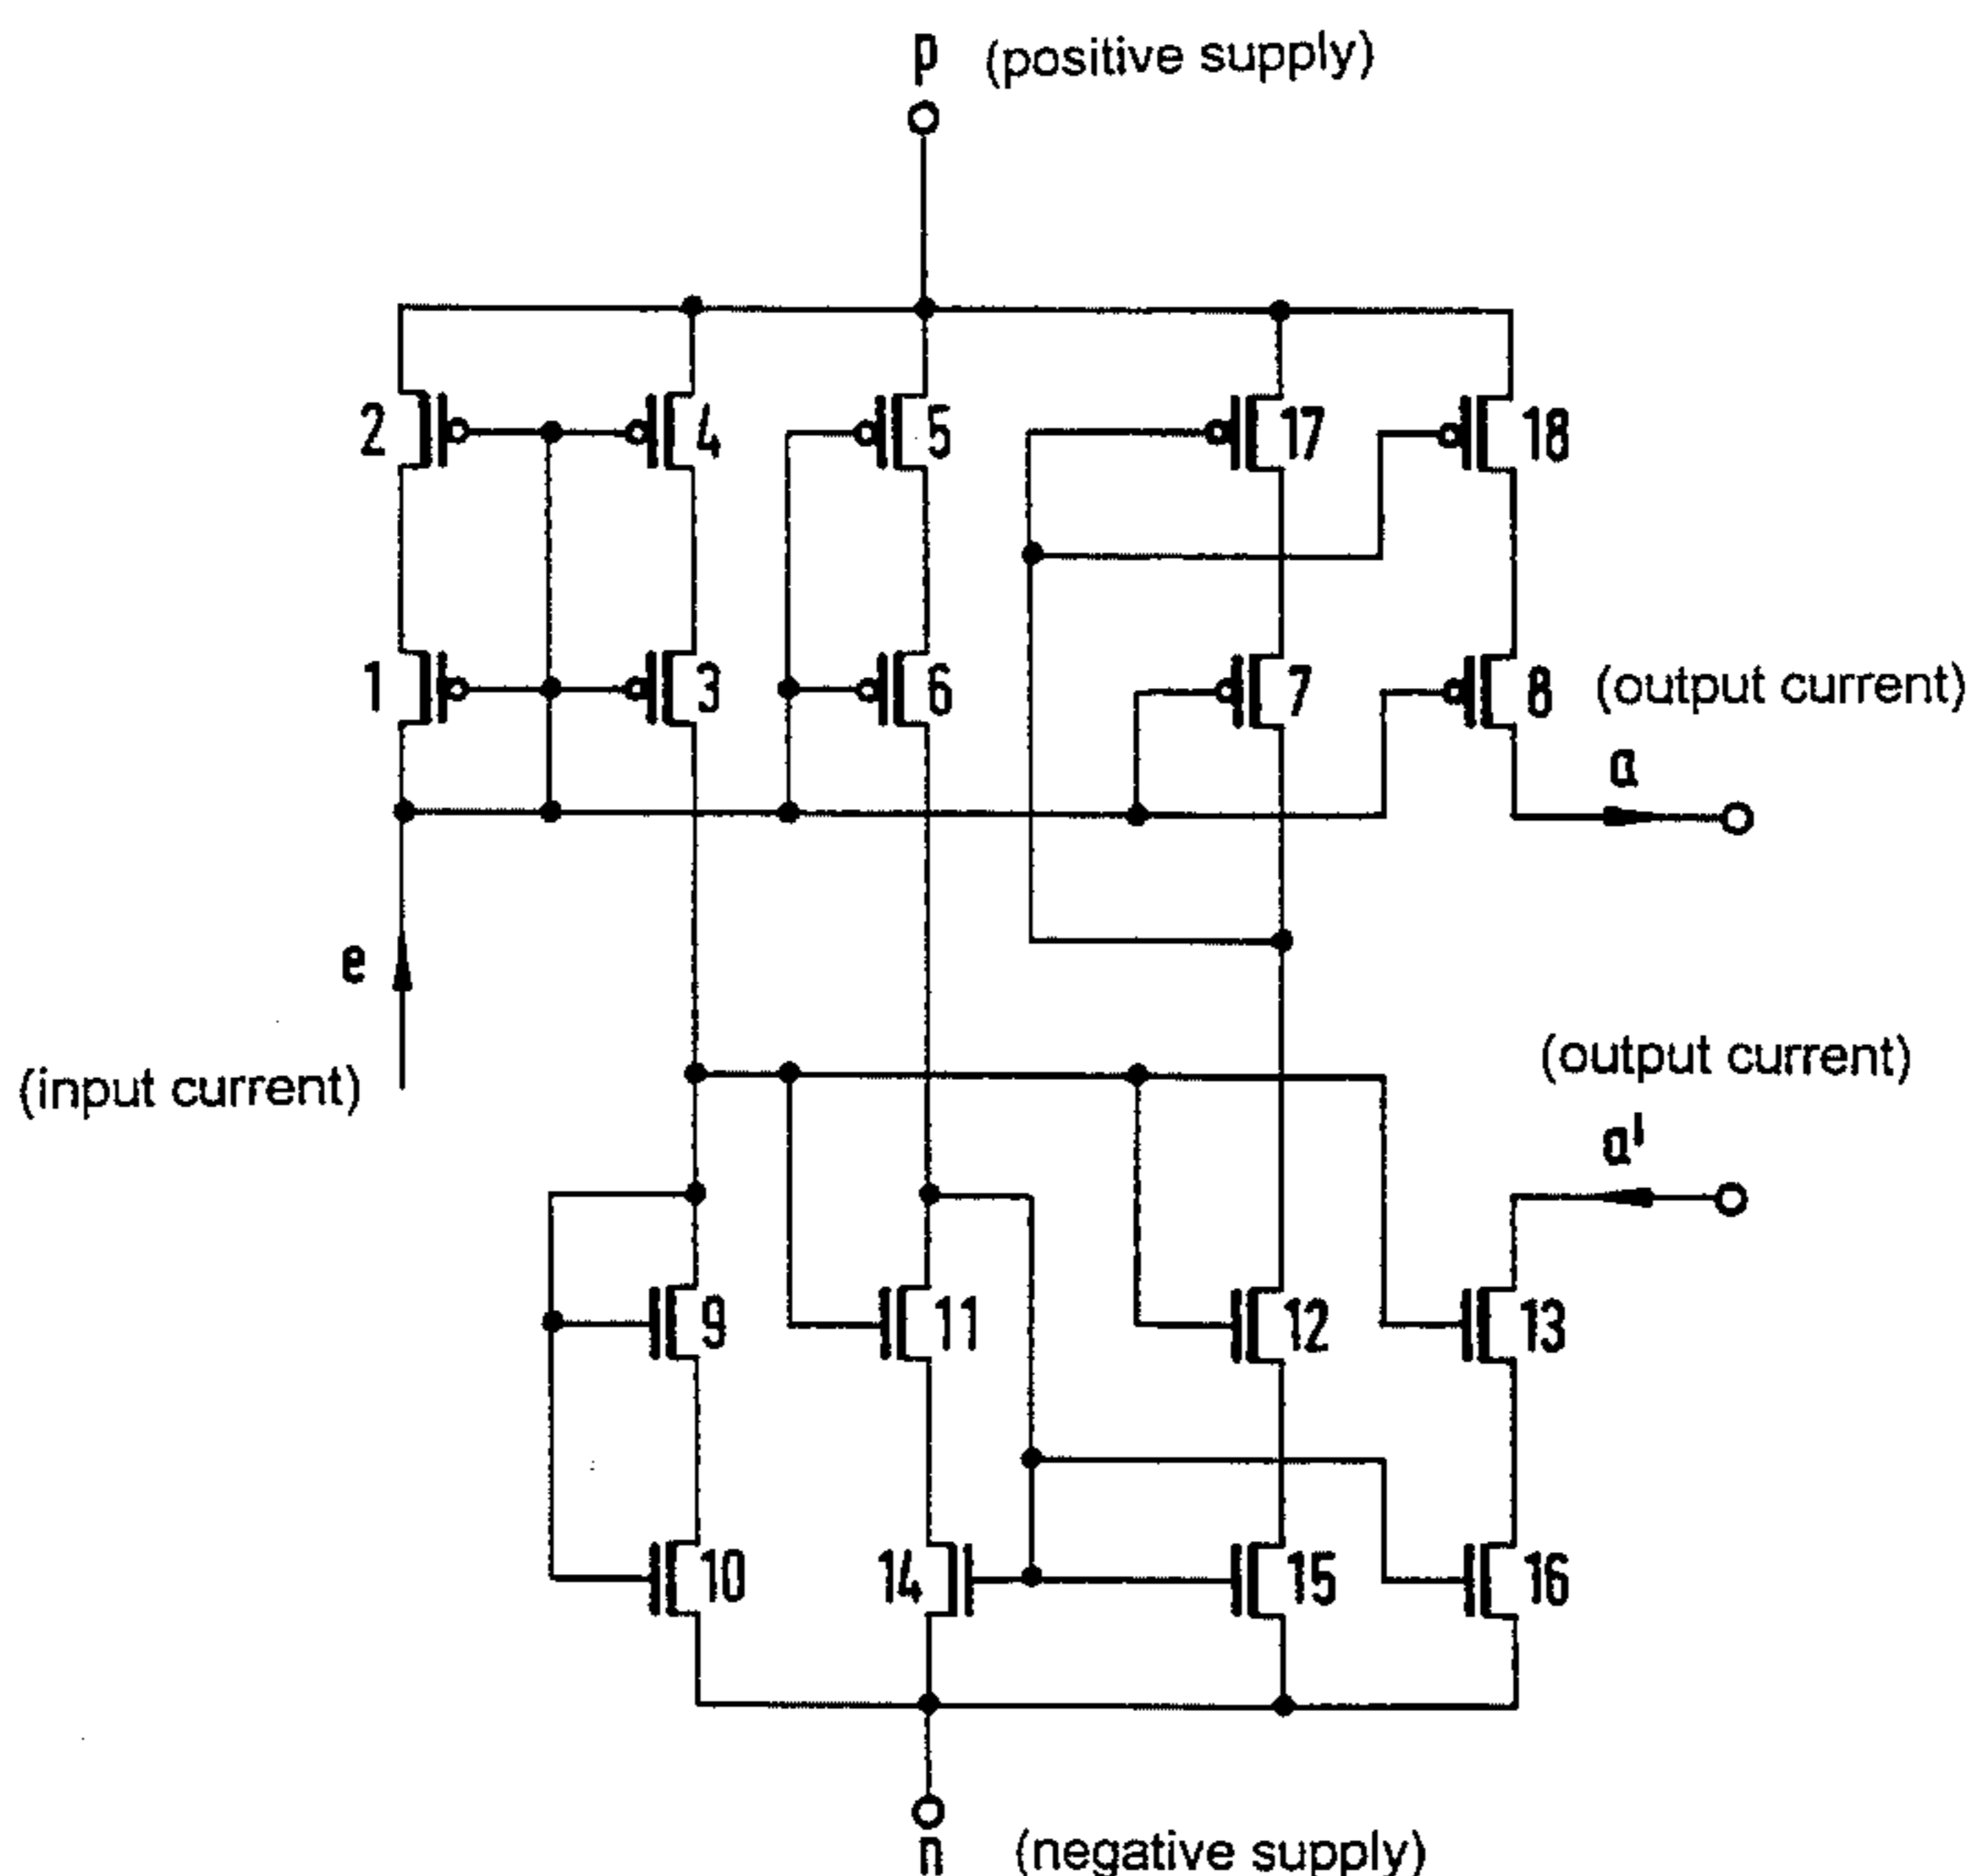 p (positive supply)
2 4 5 17 18
1 3 6 7 8 (output current)
a
e
(input current)
(output current)
a'
9 11 12 13
10 14 15 16
n (negative supply)